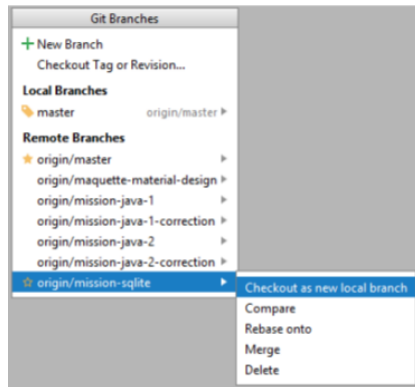 Git Branches
New Branch
Checkout Tag or Revision...
Local Branches
master origin/master
Remote Branches
origin/master
origin/maquette-material-design
origin/mission-java-1
origin/mission-java-1-correction
origin/mission-java-2
origin/mission-java-2-correction
origin/mission-sqlite
Checkout as new local branch
Compare
Rebase onto
Merge
Delete